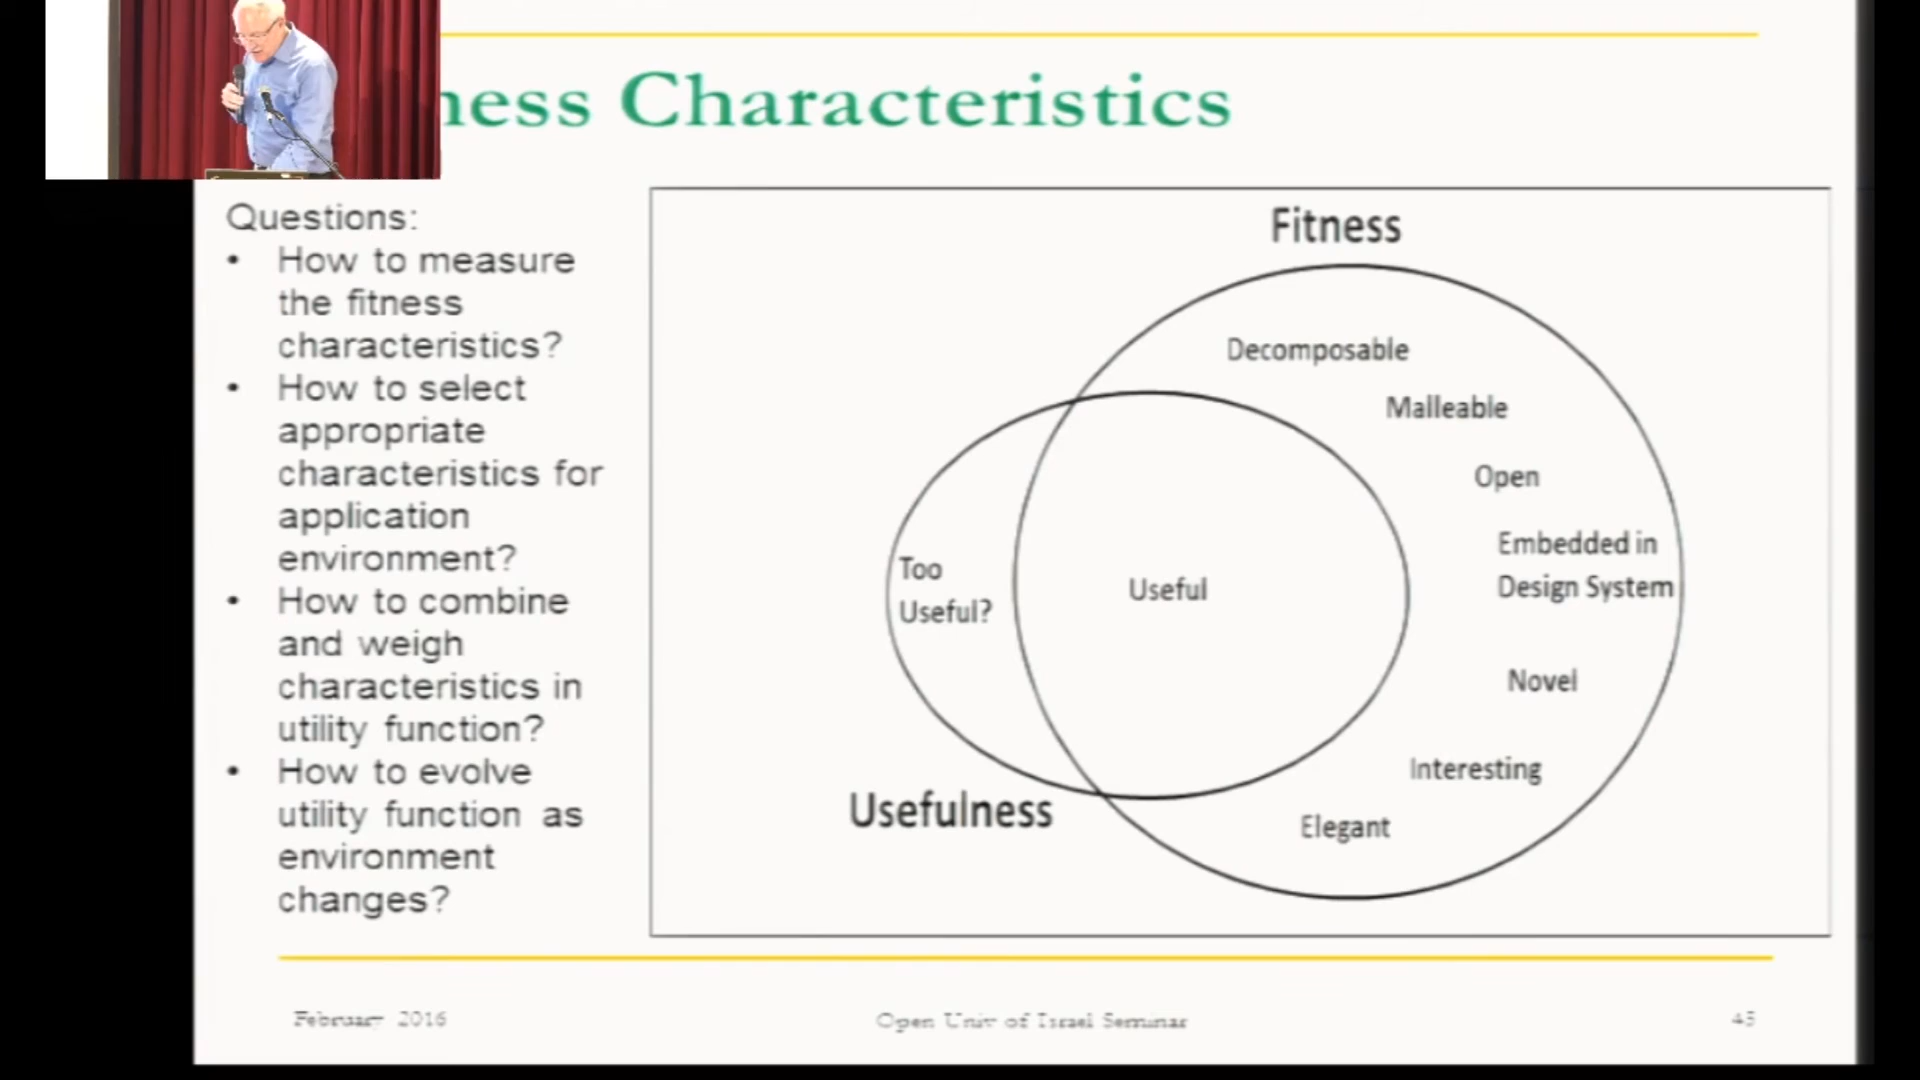 ness Characteristics
Questions:
• How to measure
the fitness
characteristics?
• How to select
appropriate
characteristics for
application
environment?
• How to combine
and weigh
characteristics in
utility function?
• How to evolve
utility function as
environment
changes?
Fitness
Decomposable
Malleable
Open
Embedded in
Design System
Novel
Interesting
Elegant
Useful
Too
Useful?
Usefulness
February 2016
Open Univ of Israel Seminar
45